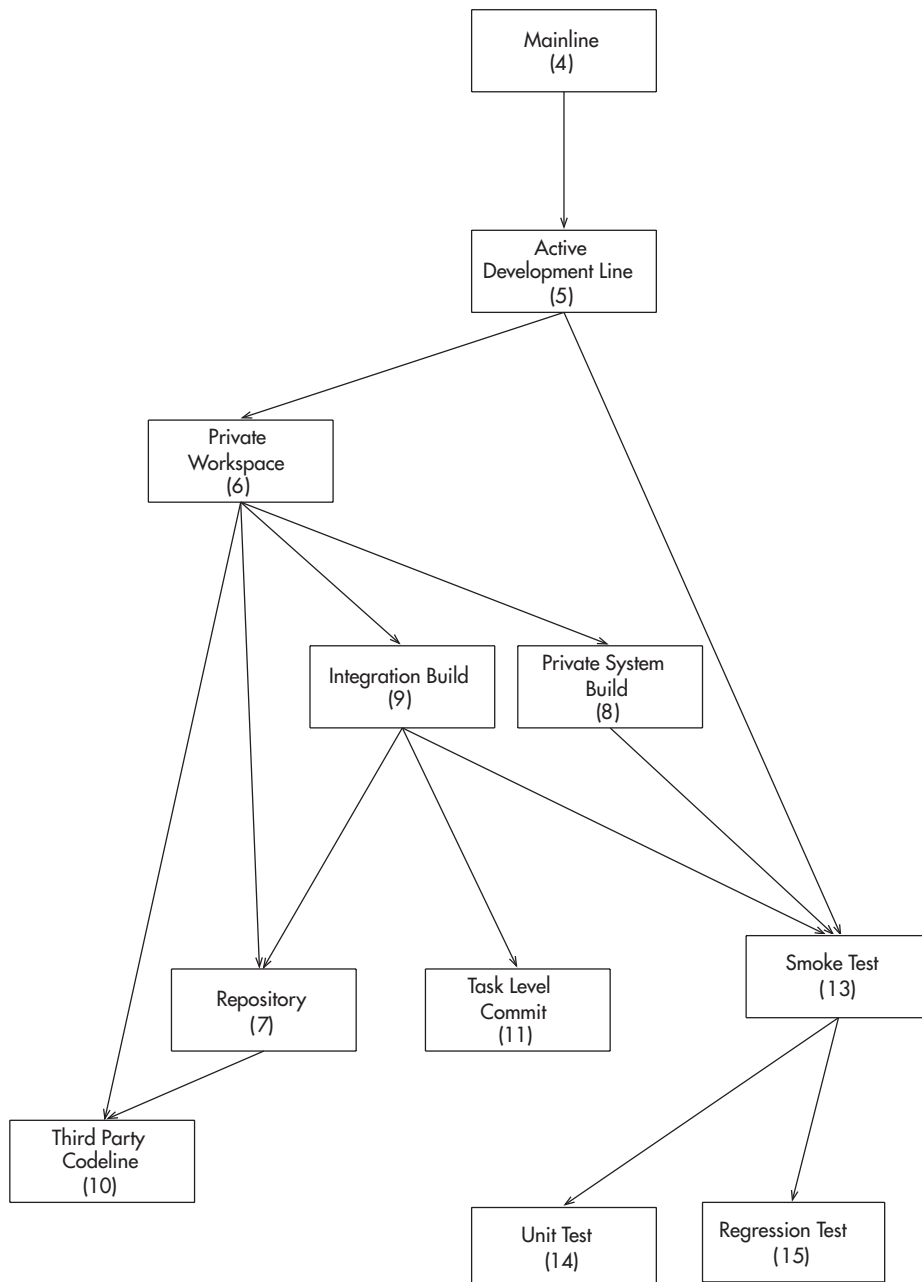 Mainline
(4)
Active
Development Line
(5)
Private
Workspace
(6)
Integration Build
(9)
Private System
Build
(8)
Smoke Test
(13)
Repository
(7)
Task Level
Commit
(11)
Third Party
Codeline
(10)
Unit Test
(14)
Regression Test
(15)